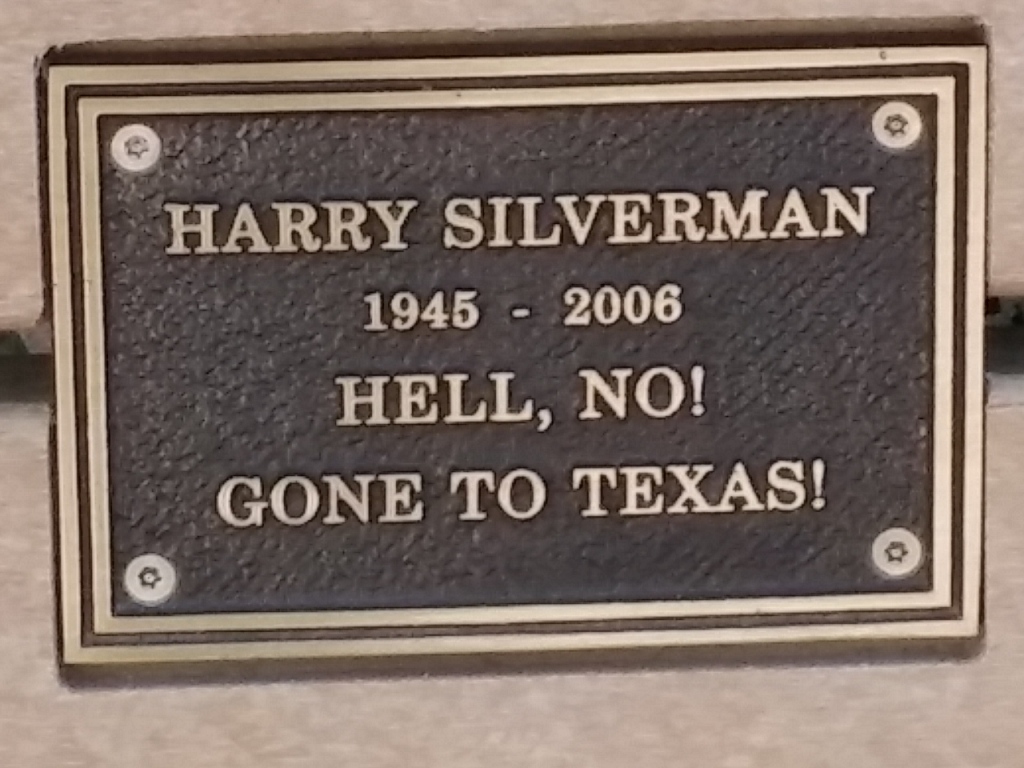 HARRY SILVERMAN
1945 - 2006
HELL, NO!
GONE TO TEXAS!